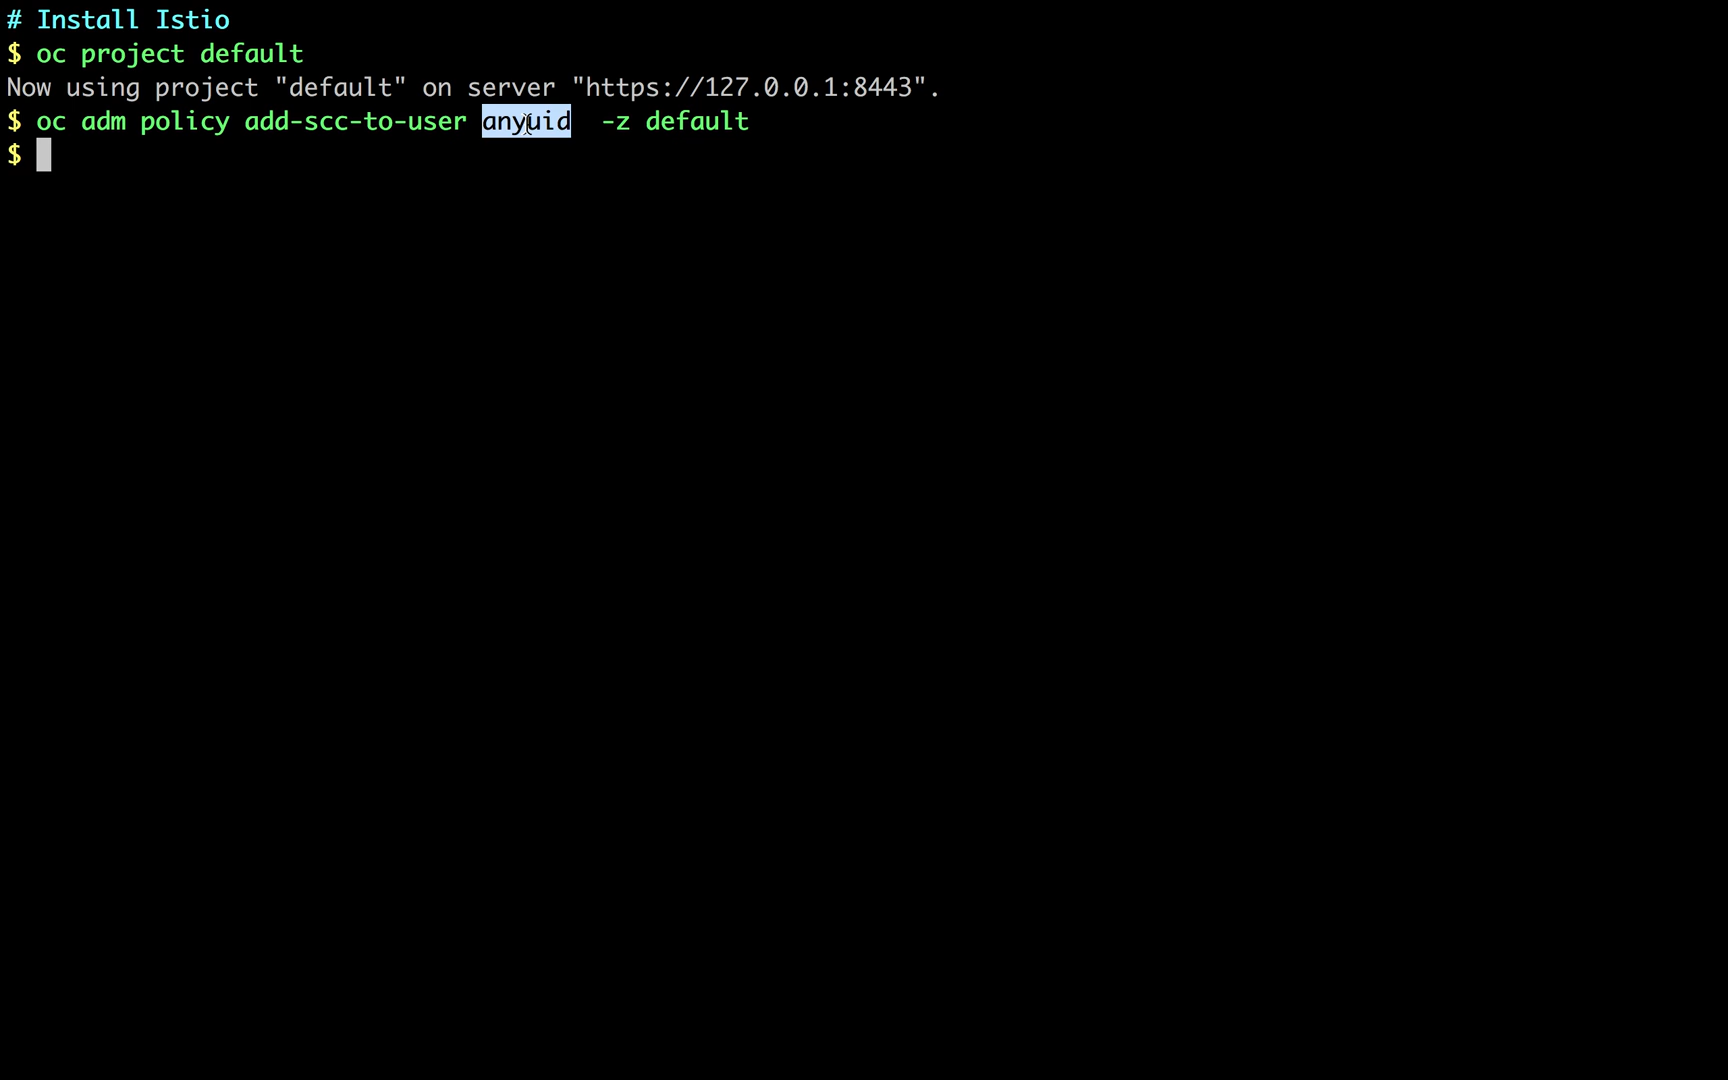 # Install Istio
$ oc project default
Now using project "default" on server "https://127.0.0.1:8443".
$ oc adm policy add-scc-to-user anyuid  -z default
$